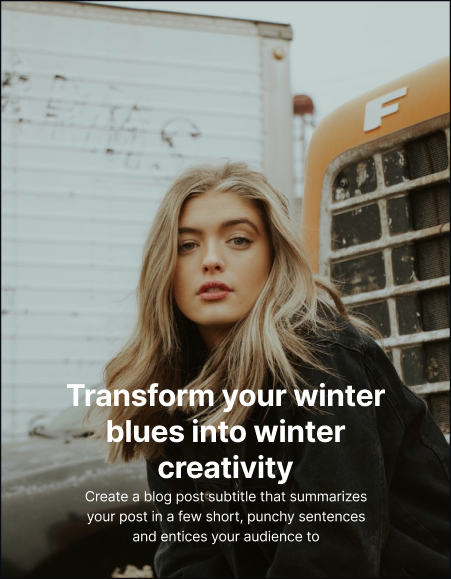 F
Transform your winter
blues into winter
creativity
Create a blog post subtitle that summarizes
your post in a few short, punchy sentences
and entices your audience to